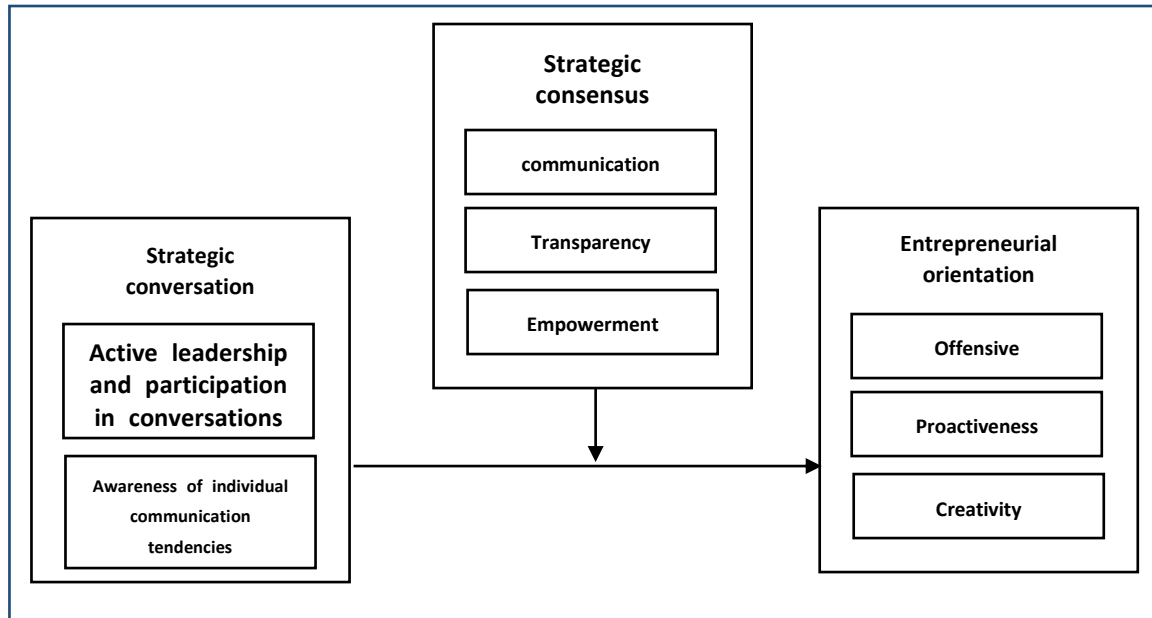 Strategic
consensus
communication
Transparency
Empowerment
Strategic
conversation
Active leadership
and participation
in conversations
Awareness of individual
communication
tendencies
Entrepreneurial
orientation
Offensive
Proactiveness
Creativity